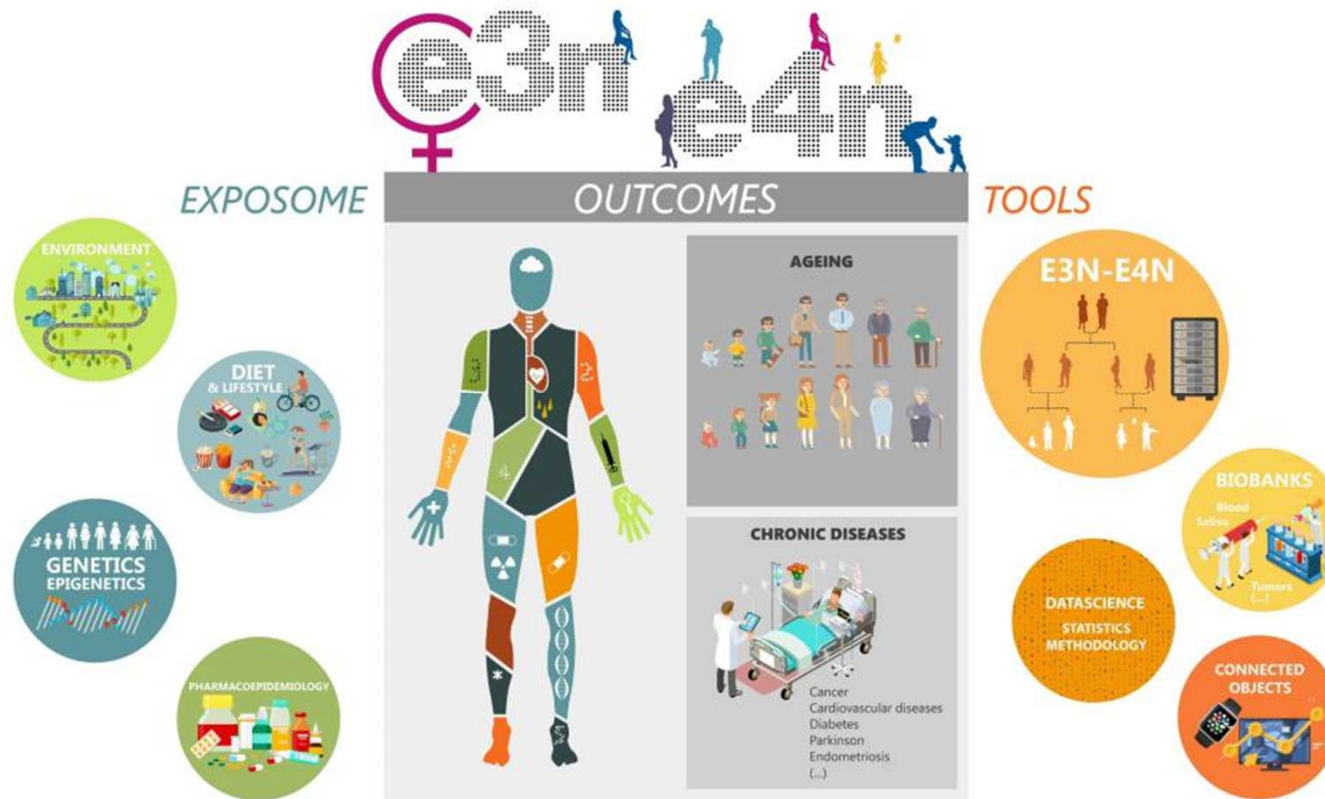 e3n e4n
EXPOSOME
OUTCOMES
TOOLS
ENVIRONMENT
DIET
& LIFESTYLE
GENETICS
EPIGENETICS
PHARMACOEPIDEMIOLOGY
AGEING
CHRONIC DISEASES
Cancer
Cardiovascular diseases
Diabetes
Parkinson
Endometriosis
(...)
E3N-E4N
BIOBANKS
Blood
Saliva
Tumors
(...)
DATASCIENCE
STATISTICS
METHODOLOGY
CONNECTED
OBJECTS